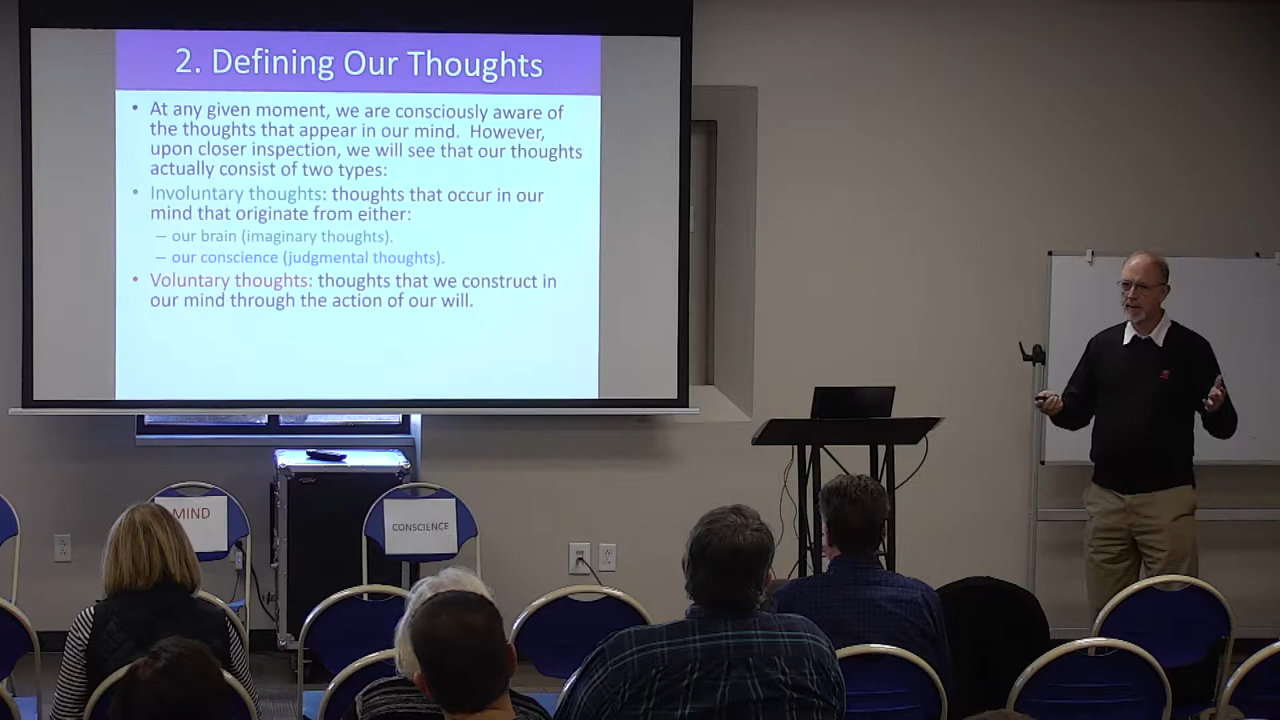 2. Defining Our Thoughts
• At any given moment, we are consciously aware of
the thoughts that appear in our mind. However,
upon closer inspection, we will see that our thoughts
actually consist of two types:
• Involuntary thoughts: thoughts that occur in our
mind that originate from either:
– our brain (imaginary thoughts).
– our conscience (judgmental thoughts).
• Voluntary thoughts: thoughts that we construct in
our mind through the action of our will.
MIND
CONSCIENCE